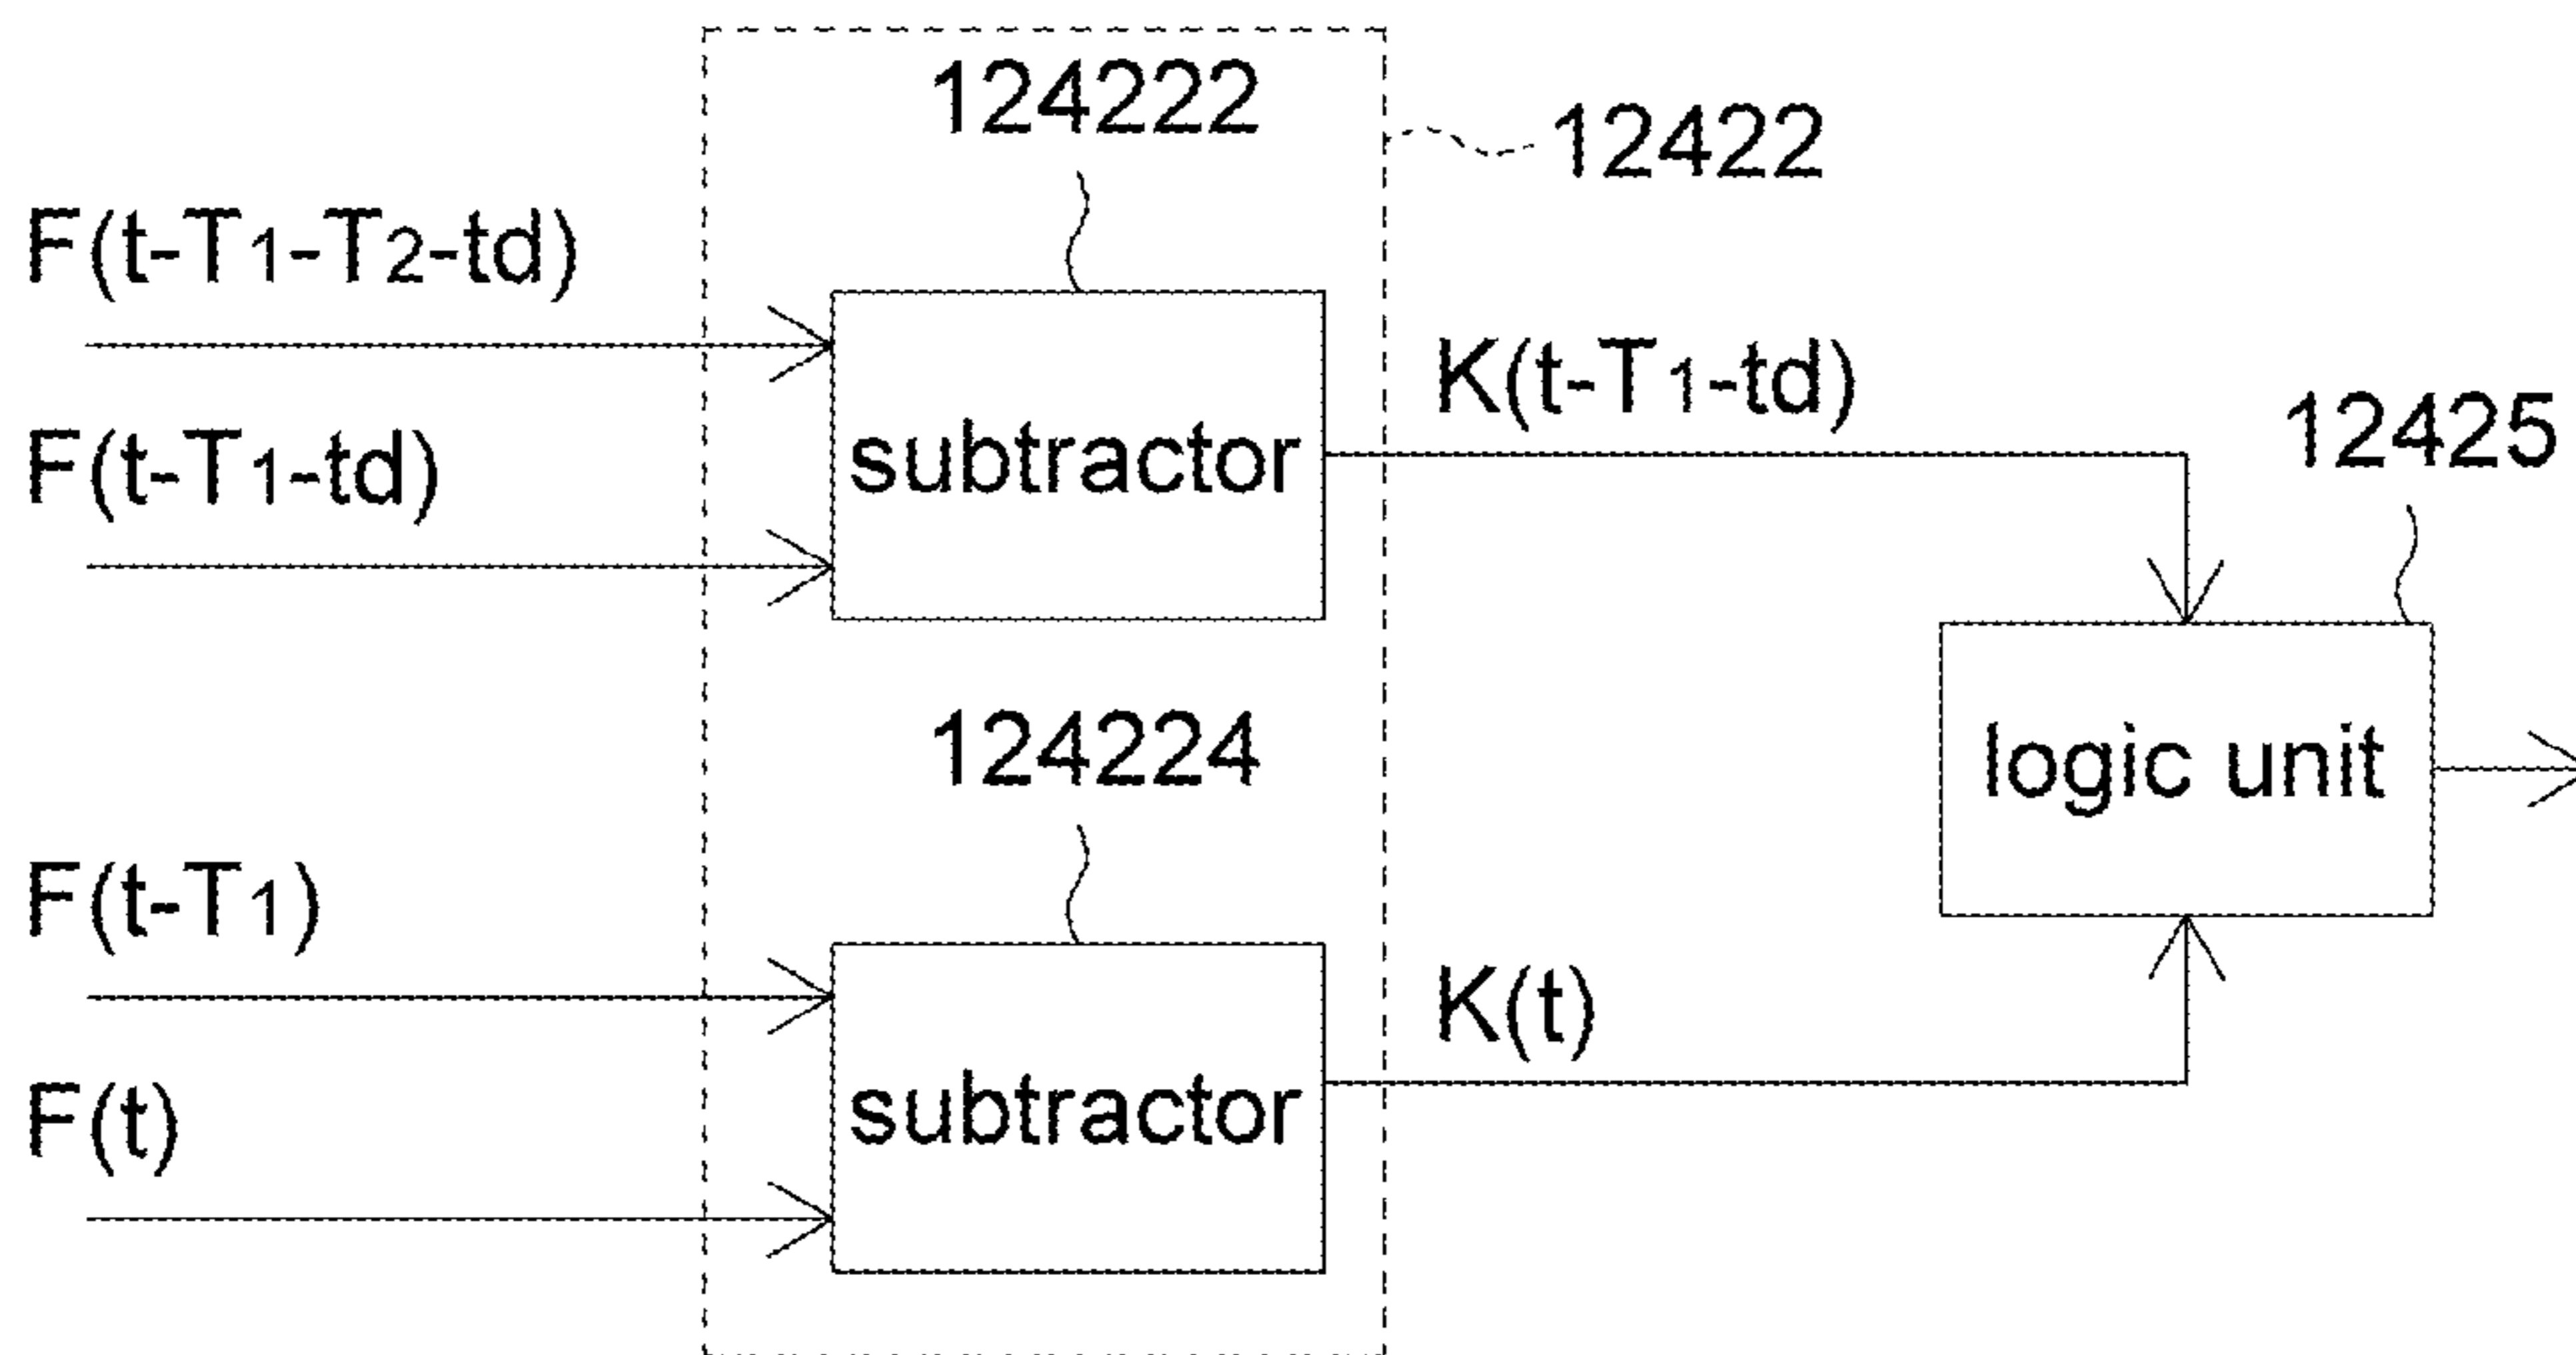 124222
12422
F(t-T1-T2-td)
K(t-T1-td)
12425
F(t-T1-td)
subtractor
124224
logic unit
F(t-T1)
K(t)
F(t)
subtractor